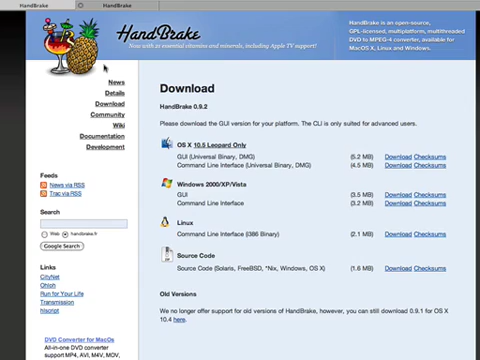 HandBrake
HandBrake
HandBrake
Now with 2x essential vitamins and minerals, including Apple TV support!
HandBrake is an open-source,
GPL-licensed, multiplatform, multithreaded
DVD to MPEG-4 converter, available for
MacOS X, Linux and Windows.
News
Details
Download
Community
Wiki
Documentation
Development
Feeds
News via RSS
Trac via RSS
Search
Web handbrake.fr
Google Search
Links
CityNet
Ohloh
Run for Your Life
Transmission
hlscript
DVD Converter for MacOs
All-in-one DVD converter
support MP4, AVI, M4V, MOV,
Download
HandBrake 0.9.2
Please download the GUI version for your platform. The CLI is only suited for advanced users.
OS X 10.5 Leopard Only
GUI (Universal Binary, DMG) (5.2 MB) Download Checksums
Command Line Interface (Universal Binary, DMG) (4.5 MB) Download Checksums
Windows 2000/XP/Vista
GUI (3.5 MB) Download Checksums
Command Line Interface (3.2 MB) Download Checksums
Linux
Command Line Interface (i386 Binary) (2.1 MB) Download Checksums
Source Code
Source Code (Solaris, FreeBSD, *Nix, Windows, OS X) (1.6 MB) Download Checksums
Old Versions
We no longer offer support for old versions of HandBrake, however, you can still download 0.9.1 for OS X
10.4 here.